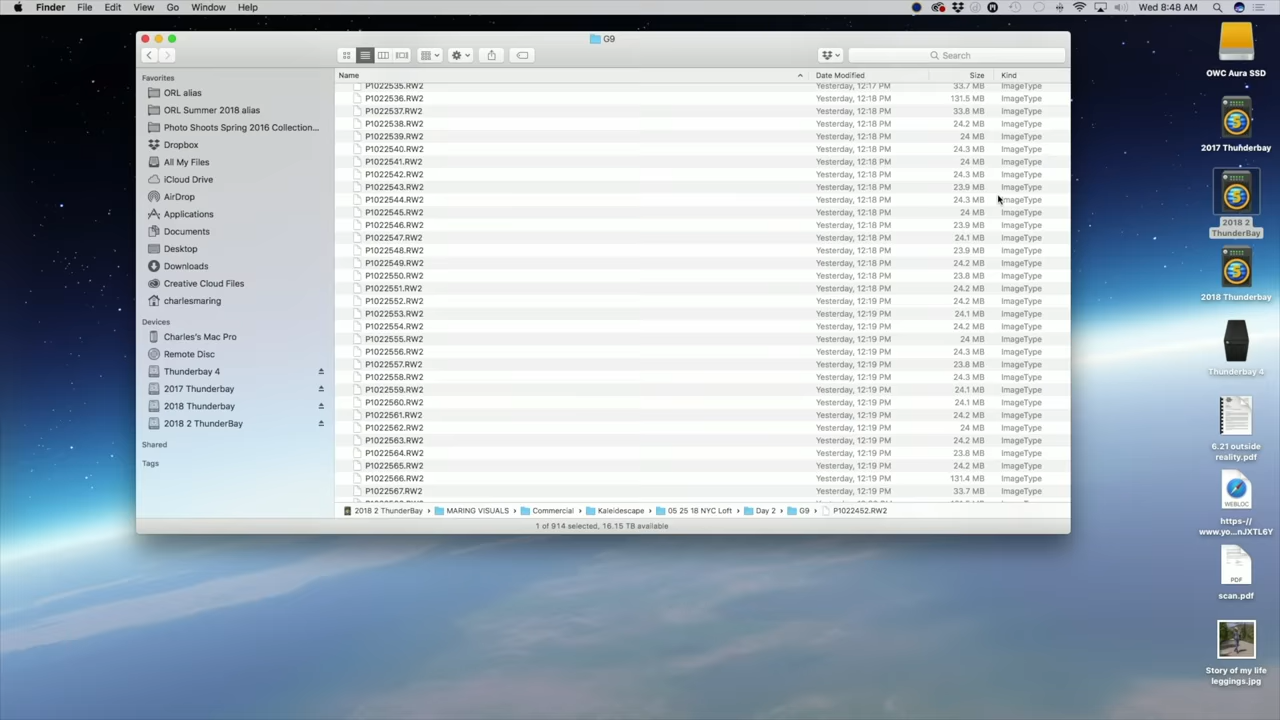 Finder File Edit View Go Window Help Wed 8:48 AM
G9
Search
Favorites
ORL alias
ORL Summer 2018 alias
Photo Shoots Spring 2016 Collection...
Dropbox
All My Files
iCloud Drive
AirDrop
Applications
Documents
Desktop
Downloads
Creative Cloud Files
charlesmaring
Devices
Charles's Mac Pro
Remote Disc
Thunderbay 4
2017 Thunderbay
2018 Thunderbay
2018 2 ThunderBay
Shared
Tags
Name Date Modified Size Kind
P1022535.RW2 Yesterday, 12:17 PM 33.7 MB ImageType
P1022536.RW2 Yesterday, 12:18 PM 131.5 MB ImageType
P1022537.RW2 Yesterday, 12:18 PM 33.8 MB ImageType
P1022538.RW2 Yesterday, 12:18 PM 24.2 MB ImageType
P1022539.RW2 Yesterday, 12:18 PM 24 MB ImageType
P1022540.RW2 Yesterday, 12:18 PM 24.3 MB ImageType
P1022541.RW2 Yesterday, 12:18 PM 24 MB ImageType
P1022542.RW2 Yesterday, 12:18 PM 24.3 MB ImageType
P1022543.RW2 Yesterday, 12:18 PM 23.9 MB ImageType
P1022544.RW2 Yesterday, 12:18 PM 24.3 MB ImageType
P1022545.RW2 Yesterday, 12:18 PM 24 MB ImageType
P1022546.RW2 Yesterday, 12:18 PM 23.9 MB ImageType
P1022547.RW2 Yesterday, 12:18 PM 24.1 MB ImageType
P1022548.RW2 Yesterday, 12:18 PM 23.9 MB ImageType
P1022549.RW2 Yesterday, 12:18 PM 24.2 MB ImageType
P1022550.RW2 Yesterday, 12:18 PM 23.8 MB ImageType
P1022551.RW2 Yesterday, 12:18 PM 24.2 MB ImageType
P1022552.RW2 Yesterday, 12:19 PM 24.2 MB ImageType
P1022553.RW2 Yesterday, 12:19 PM 24.1 MB ImageType
P1022554.RW2 Yesterday, 12:19 PM 24.2 MB ImageType
P1022555.RW2 Yesterday, 12:19 PM 24 MB ImageType
P1022556.RW2 Yesterday, 12:19 PM 24.3 MB ImageType
P1022557.RW2 Yesterday, 12:19 PM 23.8 MB ImageType
P1022558.RW2 Yesterday, 12:19 PM 24.3 MB ImageType
P1022559.RW2 Yesterday, 12:19 PM 24.1 MB ImageType
P1022560.RW2 Yesterday, 12:19 PM 24.1 MB ImageType
P1022561.RW2 Yesterday, 12:19 PM 24.2 MB ImageType
P1022562.RW2 Yesterday, 12:19 PM 24 MB ImageType
P1022563.RW2 Yesterday, 12:19 PM 24.2 MB ImageType
P1022564.RW2 Yesterday, 12:19 PM 23.8 MB ImageType
P1022565.RW2 Yesterday, 12:19 PM 24.2 MB ImageType
P1022566.RW2 Yesterday, 12:19 PM 131.4 MB ImageType
P1022567.RW2 Yesterday, 12:19 PM 33.7 MB ImageType
2018 2 ThunderBay MARING VISUALS Commercial Kaleidescape 05 25 18 NYC Loft Day 2 G9 P1022452.RW2
1 of 914 selected, 16.15 TB available
OWC Aura SSD
2017 Thunderbay
2018 2
ThunderBay
2018 Thunderbay
Thunderbay 4
6.21 outside
reality.pdf
WEBLOC
https-//
www.yo...nJXTL6Y
PDF
scan.pdf
Story of my life
leggings.jpg